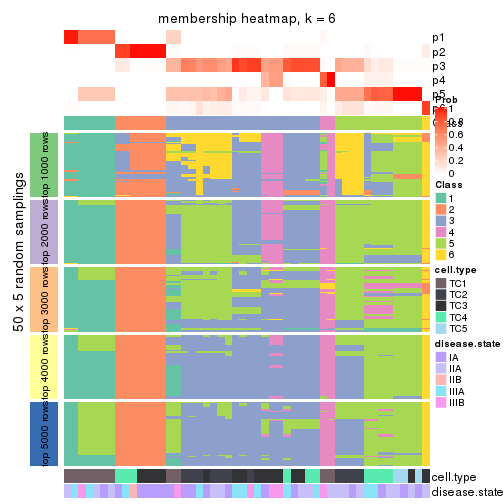 membership heatmap, k = 6
p1
p2
p3
p4
p5
p6
Class
50 x 5 random samplings
top 1000 rows
top 2000 rows
top 3000 rows
top 4000 rows
top 5000 rows
cell.type
disease.state
Prob
1
0.8
0.6
0.4
0.2
0
Class
1
2
3
4
5
6
cell.type
TC1
TC2
TC3
TC4
TC5
disease.state
IA
IIA
IIB
IIIA
IIIB